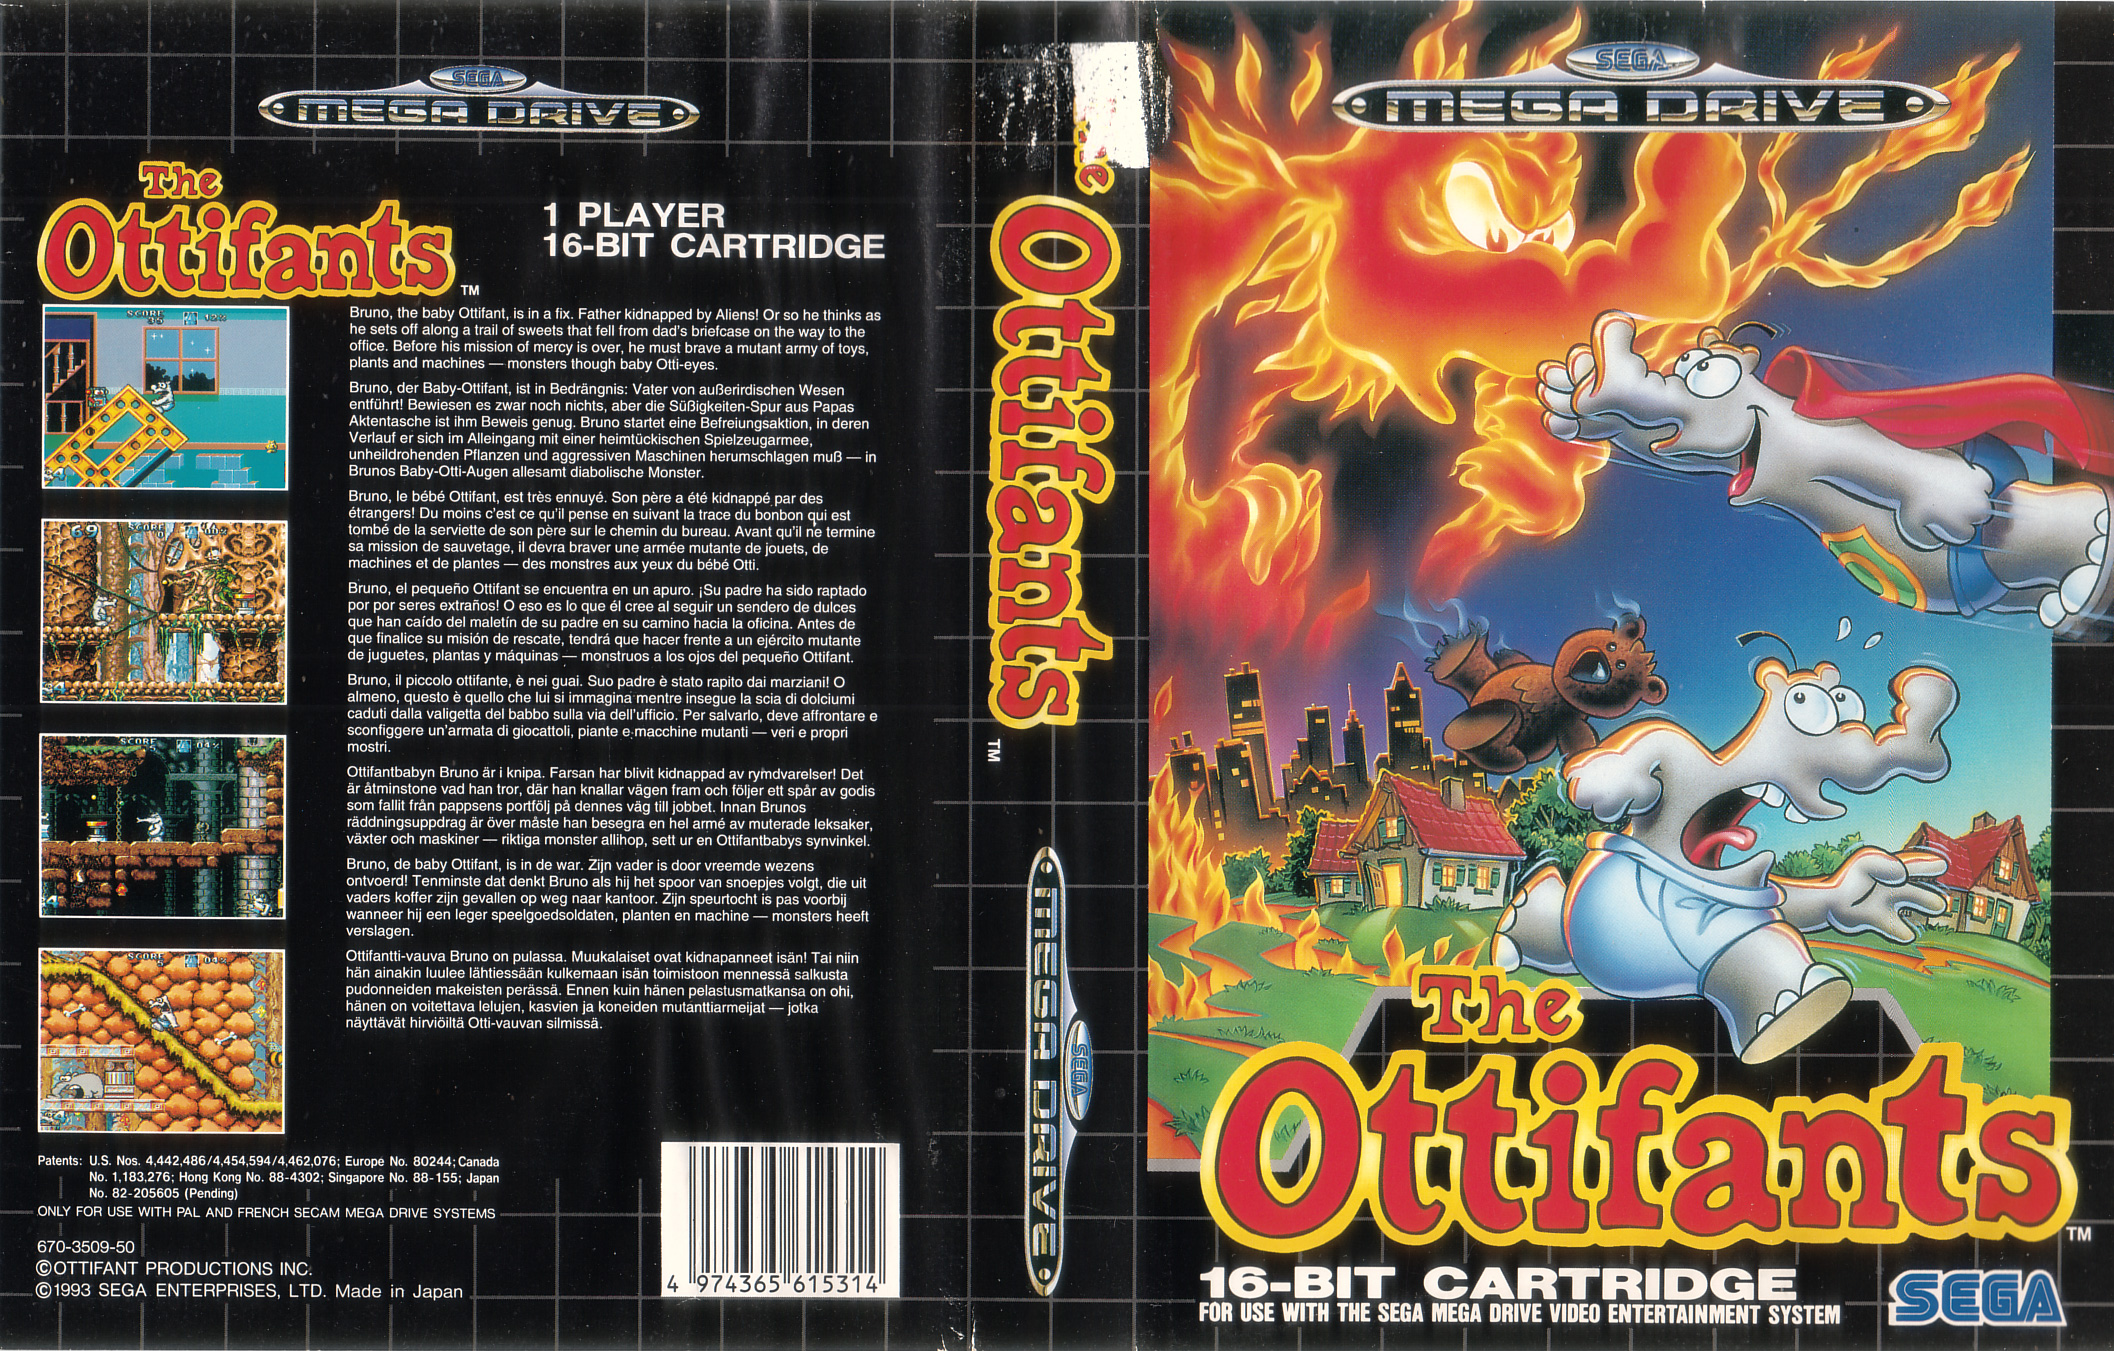 SEGA
MEGA DRIVE
The
Ottifants
TM
1 PLAYER
16-BIT CARTRIDGE
Bruno, the baby Ottifant, is in a fix. Father kidnapped by Aliens! Or so he thinks as
he sets off along a trail of sweets that fell from dad's briefcase on the way to the
office. Before his mission of mercy is over, he must brave a mutant army of toys,
plants and machines — monsters though baby Otti-eyes.
Bruno, der Baby-Ottifant, ist in Bedrängnis: Vater von außerirdischen Wesen
entführt! Bewiesen es zwar noch nichts, aber die Süßigkeiten-Spur aus Papas
Aktentasche ist ihm Beweis genug. Bruno startet eine Befreiungsaktion, in deren
Verlauf er sich im Alleingang mit einer heimtückischen Spielzeugarmee,
unheildrohenden Pflanzen und aggressiven Maschinen herumschlagen muß — in
Brunos Baby-Otti-Augen allesamt diabolische Monster.
Bruno, le bébé Ottifant, est très ennuyé. Son père a été kidnappé par des
étrangers! Du moins c'est ce qu'il pense en suivant la trace du bonbon qui est
tombé de la serviette de son père sur le chemin du bureau. Avant qu'il ne termine
sa mission de sauvetage, il devra braver une armée mutante de jouets, de
machines et de plantes — des monstres aux yeux du bébé Otti.
Bruno, el pequeño Ottifant se encuentra en un apuro. ¡Su padre ha sido raptado
por por seres extraños! O eso es lo que él cree al seguir un sendero de dulces
que han caído del maletín de su padre en su camino hacia la oficina. Antes de
que finalice su misión de rescate, tendrá que hacer frente a un ejército mutante
de juguetes, plantas y máquinas — monstruos a los ojos del pequeño Ottifant.
Bruno, il piccolo ottifante, è nei guai. Suo padre è stato rapito dai marziani! O
almeno, questo è quello che lui si immagina mentre insegue la scia di dolciumi
caduti dalla valigetta del babbo sulla via dell'ufficio. Per salvarlo, deve affrontare e
sconfiggere un'armata di giocattoli, piante e macchine mutanti — veri e propri
mostri.
Ottifantbabyn Bruno är i knipa. Farsan har blivit kidnappad av rymdvarelser! Det
är åtminstone vad han tror, där han knallar vägen fram och följer ett spår av godis
som fallit från pappsens portfölj på dennes väg till jobbet. Innan Brunos
räddningsuppdrag är över måste han besegra en hel armé av muterade leksaker,
växter och maskiner — riktiga monster allihop, sett ur en Ottifantbabys synvinkel.
Bruno, de baby Ottifant, is in de war. Zijn vader is door vreemde wezens
ontvoerd! Tenminste dat denkt Bruno als hij het spoor van snoepjes volgt, die uit
vaders koffer zijn gevallen op weg naar kantoor. Zijn speurtocht is pas voorbij
wanneer hij een leger speelgoedsoldaten, planten en machine — monsters heeft
verslagen.
Ottifantti-vauva Bruno on pulassa. Muukalaiset ovat kidnapanneet isän! Tai niin
hän ainakin luulee lähtiessään kulkemaan isän toimistoon mennessä salkusta
pudonneiden makeisten perässä. Ennen kuin hänen pelastusmatkansa on ohi,
hänen on voitettava lelujen, kasvien ja koneiden mutanttiarmeijat — jotka
näyttävät hirviöiltä Otti-vauvan silmissä.
SCORE
SCORE
SCORE
5
04%
SCORE
5
04%
Patents: U.S. Nos. 4,442,486/4,454,594/4,462,076; Europe No. 80244; Canada
No. 1,183,276; Hong Kong No. 88-4302; Singapore No. 88-155; Japan
No. 82-205605 (Pending)
ONLY FOR USE WITH PAL AND FRENCH SECAM MEGA DRIVE SYSTEMS
670-3509-50
©OTTIFANT PRODUCTIONS INC.
©1993 SEGA ENTERPRISES, LTD. Made in Japan
4 974365 615314
Ottifants
TM
SEGA
MEGA DRIVE
SEGA
MEGA DRIVE
The
Ottifants
TM
16-BIT CARTRIDGE
FOR USE WITH THE SEGA MEGA DRIVE VIDEO ENTERTAINMENT SYSTEM
SEGA